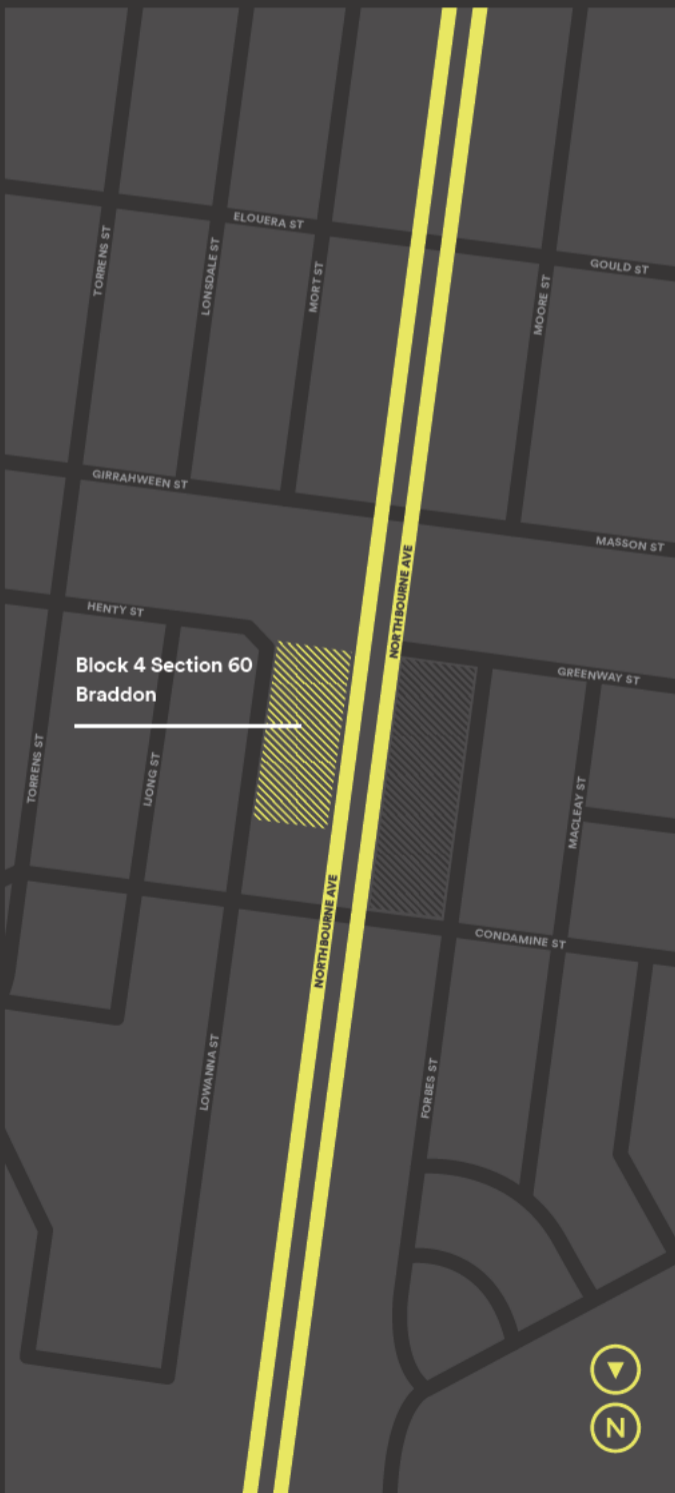 ELOUERA ST
TORRENS ST
LONSDALE ST
MORT ST
GOULD ST
MOORE ST
GIRRAHWEEN ST
MASSON ST
NORTHBOURNE AVE
HENTY ST
Block 4 Section 60
Braddon
GREENWAY ST
TORRENS ST
IJONG ST
MACLEAY ST
NORTHBOURNE AVE
CONDAMINE ST
LOWANNA ST
FORBES ST
N